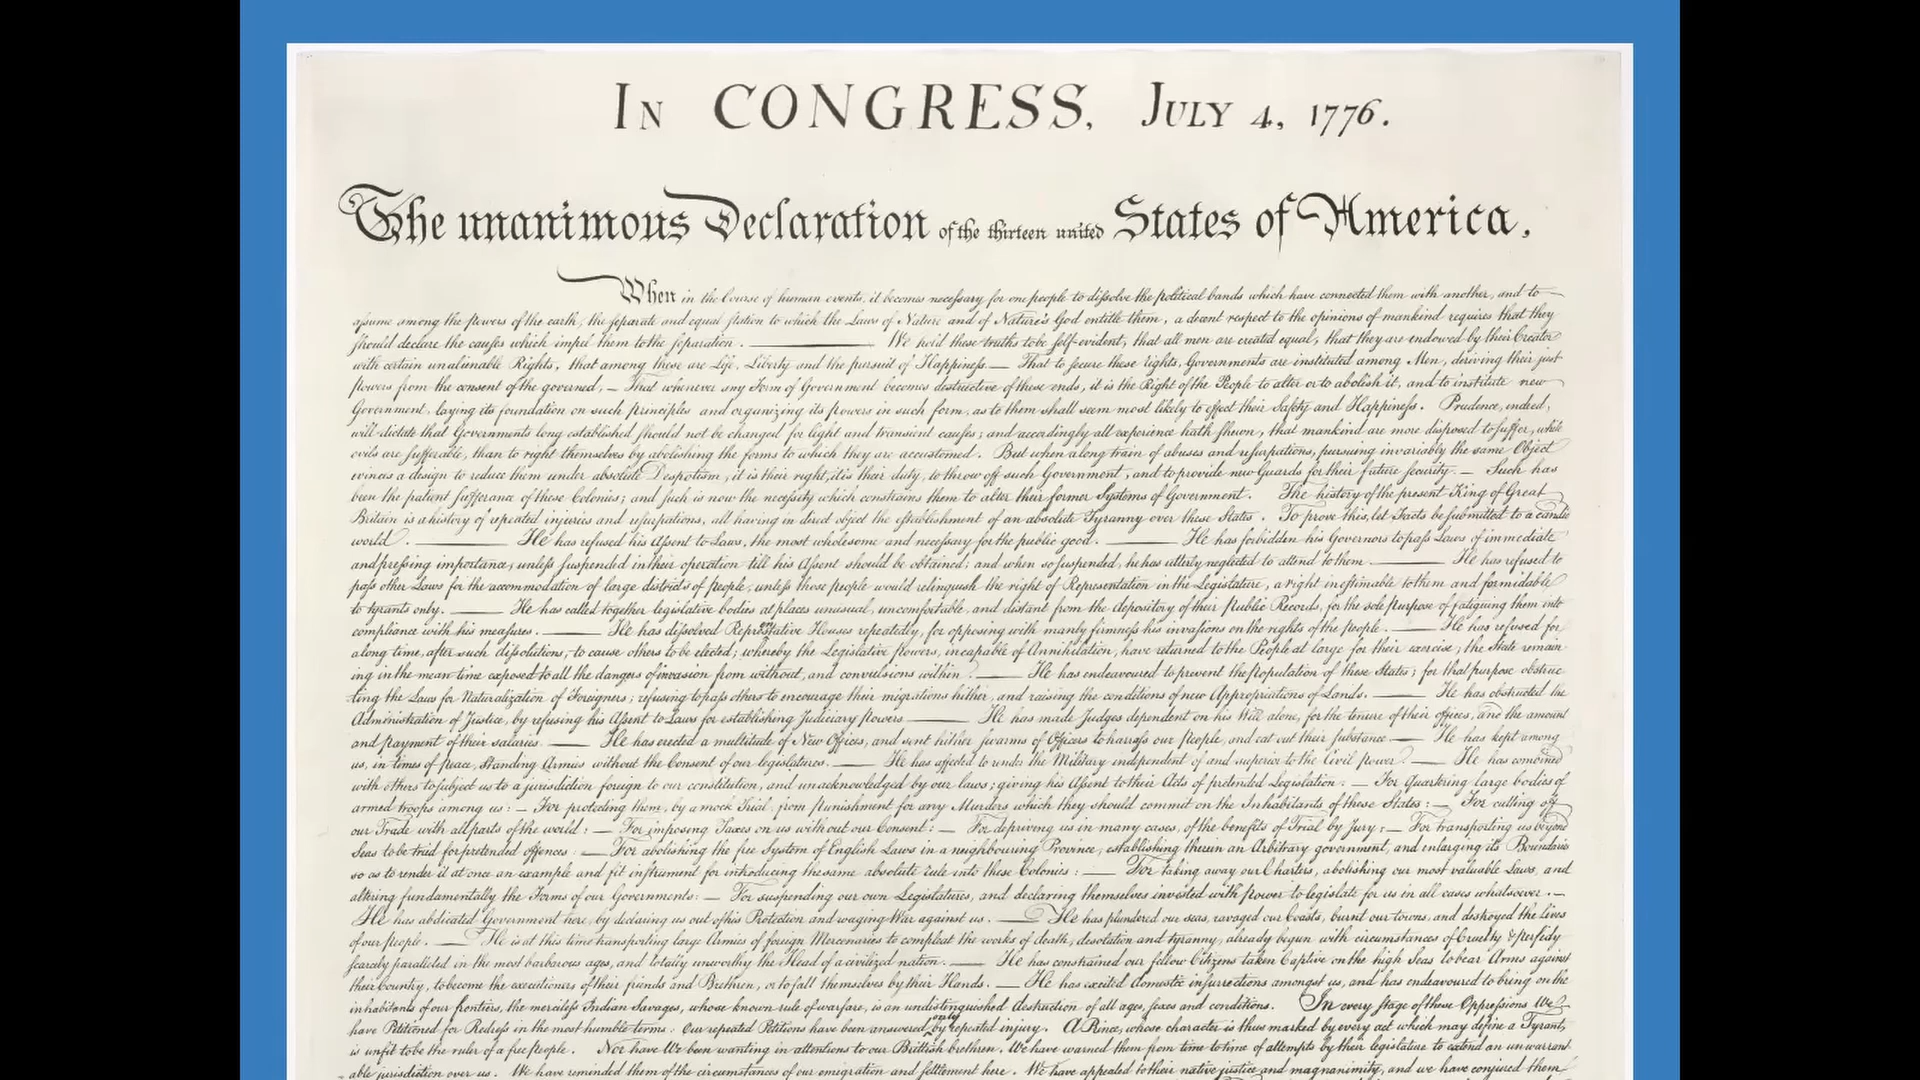 IN CONGRESS, JULY 4, 1776.
The unanimous Declaration of the thirteen united States of America,
When in the Course of human events, it becomes necessary for one people to dissolve the political bands which have connected them with another, and to
assume among the powers of the earth, the separate and equal station to which the Laws of Nature and of Nature's God entitle them, a decent respect to the opinions of mankind requires that they
should declare the causes which impel them to the separation. We hold these truths to be self-evident, that all men are created equal, that they are endowed by their Creator
with certain unalienable Rights, that among these are Life, Liberty and the pursuit of Happiness.— That to secure these rights, Governments are instituted among Men, deriving their just
powers from the consent of the governed, — That whenever any Form of Government becomes destructive of these ends, it is the Right of the People to alter or to abolish it, and to institute new
Government, laying its foundation on such principles and organizing its powers in such form, as to them shall seem most likely to effect their Safety and Happiness. Prudence, indeed,
will dictate that Governments long established should not be changed for light and transient causes; and accordingly all experience hath shewn, that mankind are more disposed to suffer, while
evils are sufferable, than to right themselves by abolishing the forms to which they are accustomed. But when a long train of abuses and usurpations, pursuing invariably the same Object
evinces a design to reduce them under absolute Despotism, it is their right, it is their duty, to throw off such Government, and to provide new Guards for their future security. — Such has
been the patient sufferance of these Colonies; and such is now the necessity which constrains them to alter their former Systems of Government. The history of the present King of Great
Britain is a history of repeated injuries and usurpations, all having in direct object the establishment of an absolute Tyranny over these States. To prove this, let Facts be submitted to a candid
world. He has refused his Assent to Laws, the most wholesome and necessary for the public good. He has forbidden his Governors to pass Laws of immediate
and pressing importance, unless suspended in their operation till his Assent should be obtained; and when so suspended, he has utterly neglected to attend to them. He has refused to
pass other Laws for the accommodation of large districts of people, unless those people would relinquish the right of Representation in the Legislature, a right inestimable to them and formidable
to tyrants only. He has called together legislative bodies at places unusual, uncomfortable, and distant from the depository of their Public Records, for the sole purpose of fatiguing them into
compliance with his measures. He has dissolved Representative Houses repeatedly, for opposing with manly firmness his invasions on the rights of the people. He has refused for
a long time, after such dissolutions, to cause others to be elected; whereby the Legislative powers, incapable of Annihilation, have returned to the People at large for their exercise; the State remain
ing in the mean time exposed to all the dangers of invasion from without, and convulsions within. He has endeavoured to prevent the population of these States; for that purpose obstruc
ting the Laws for Naturalization of Foreigners; refusing to pass others to encourage their migrations hither, and raising the conditions of new Appropriations of Lands. He has obstructed the
Administration of Justice, by refusing his Assent to Laws for establishing Judiciary powers He has made Judges dependent on his Will alone, for the tenure of their offices, and the amount
and payment of their salaries. He has erected a multitude of New Offices, and sent hither swarms of Officers to harrass our people, and eat out their substance He has kept among
us, in times of peace, Standing Armies without the Consent of our legislatures. He has affected to render the Military independent of and superior to the Civil power. He has combined
with others to subject us to a jurisdiction foreign to our constitution, and unacknowledged by our laws; giving his Assent to their Acts of pretended Legislation: — For Quartering large bodies of
armed troops among us: — For protecting them, by a mock Trial, from punishment for any Murders which they should commit on the Inhabitants of these States: — For cutting off
our Trade with all parts of the world: — For imposing Taxes on us without our Consent: — For depriving us in many cases, of the benefits of Trial by Jury: — For transporting us beyond
Seas to be tried for pretended offences — For abolishing the free System of English Laws in a neighbouring Province, establishing therein an Arbitrary government, and enlarging its Boundaries
so as to render it at once an example and fit instrument for introducing the same absolute rule into these Colonies: — For taking away our Charters, abolishing our most valuable Laws, and
altering fundamentally the Forms of our Governments: — For suspending our own Legislatures, and declaring themselves invested with power to legislate for us in all cases whatsoever. —
He has abdicated Government here, by declaring us out of his Protection and waging War against us. He has plundered our seas, ravaged our Coasts, burnt our towns, and destroyed the lives
of our people. He is at this time transporting large Armies of foreign Mercenaries to compleat the works of death, desolation and tyranny, already begun with circumstances of Cruelty & perfidy
scarcely paralleled in the most barbarous ages, and totally unworthy the Head of a civilized nation. He has constrained our fellow Citizens taken Captive on the high Seas to bear Arms against
their Country, to become the executioners of their friends and Brethren, or to fall themselves by their Hands. — He has excited domestic insurrections amongst us, and has endeavoured to bring on the
inhabitants of our frontiers, the merciless Indian Savages, whose known rule of warfare, is an undistinguished destruction of all ages, sexes and conditions. In every stage of these Oppressions We
have Petitioned for Redress in the most humble terms: Our repeated Petitions have been answered only by repeated injury. A Prince, whose character is thus marked by every act which may define a Tyrant,
is unfit to be the ruler of a free people. Nor have We been wanting in attentions to our Brittish brethren. We have warned them from time to time of attempts by their legislature to extend an unwarrant
able jurisdiction over us. We have reminded them of the circumstances of our emigration and settlement here. We have appealed to their native justice and magnanimity, and we have conjured them